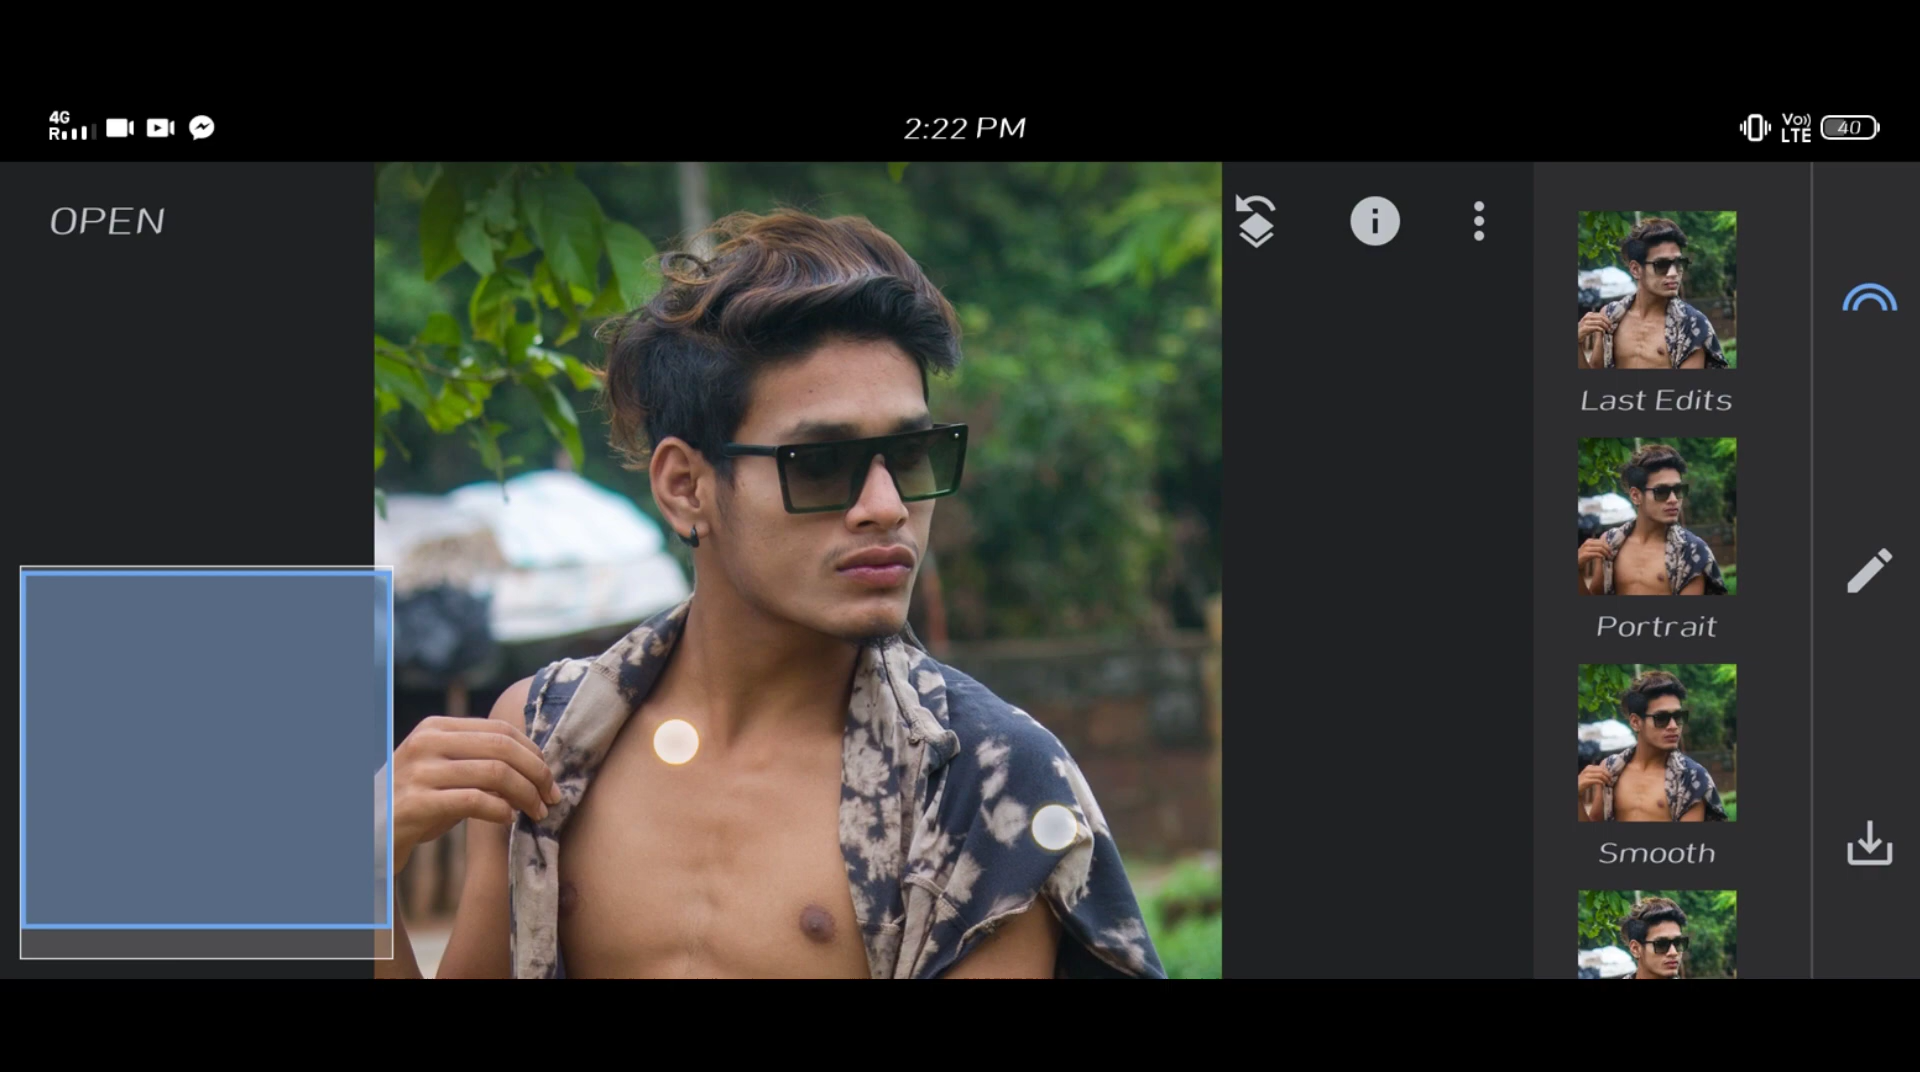 4G
R
2:22 PM
Vo))
LTE
40
OPEN
Last Edits
Portrait
Smooth